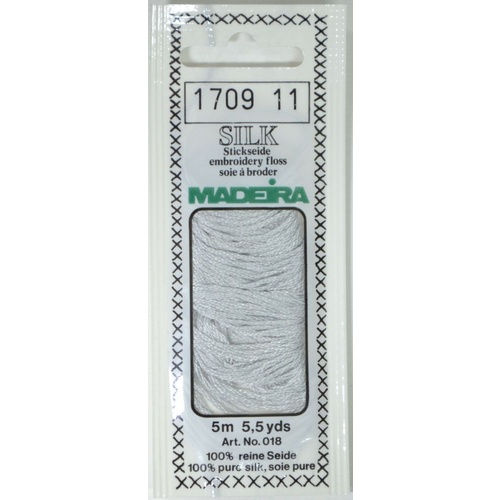 1709 11
SILK
Stickseide
embroidery floss
soie à broder
MADEIRA
5m 5,5 yds
Art. No. 018
100% reine Seide
100% pure silk, soie pure